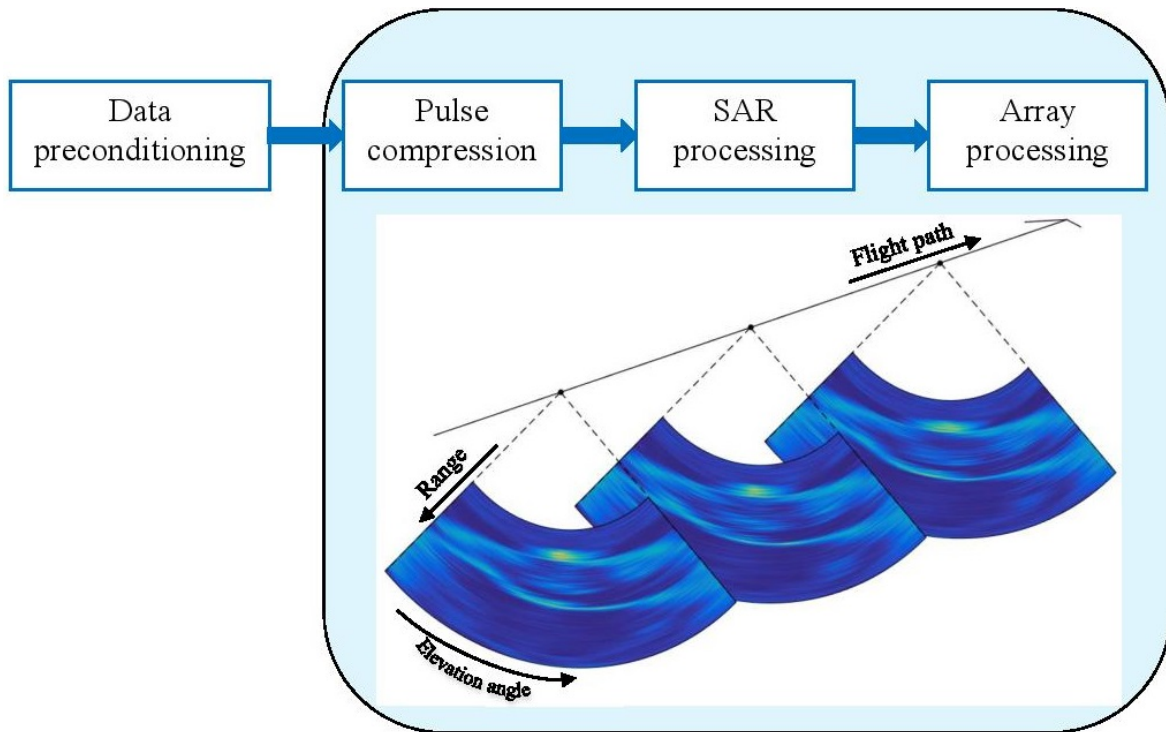 Data
preconditioning
Pulse
compression
SAR
processing
Array
processing
Flight path
Range
Elevation angle